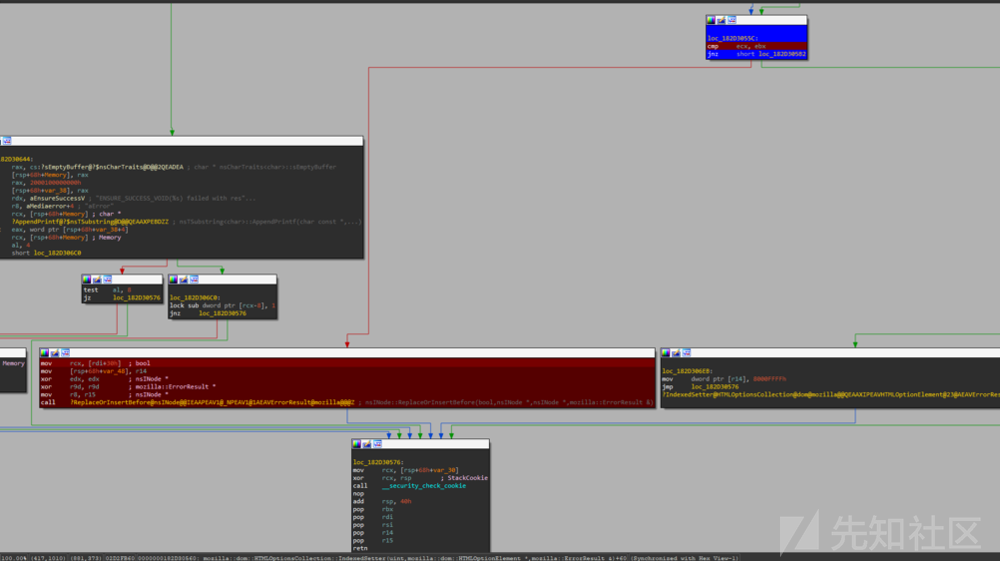 loc_182D3055C:
cmp ecx, ebx
jnz short loc_182D30582
182D30644:
rax, cs:?sEmptyBuffer@?$nsCharTraits@D@@2QEADEA ; char * nsCharTraits<char>::sEmptyBuffer
[rsp+68h+Memory], rax
rax, 2000100000000h
[rsp+68h+var_38], rax
rdx, aEnsureSuccessV ; "ENSURE_SUCCESS_VOID(%s) failed with res"...
r8, aMediaerror+4 ; "aError"
rcx, [rsp+68h+Memory] ; char *
?AppendPrintf@?$nsTSubstring@D@@QEAAXPEBDZZ ; nsTSubstring<char>::AppendPrintf(char const *,...)
eax, word ptr [rsp+68h+var_38+4]
rcx, [rsp+68h+Memory] ; Memory
al, 4
short loc_182D306C0
test al, 8
jz loc_182D30576
loc_182D306C0:
lock sub dword ptr [rcx-8], 1
jnz loc_182D30576
Memory
mov rcx, [rdi+30h] ; bool
mov [rsp+68h+var_48], r14
xor edx, edx ; nsINode *
xor r9d, r9d ; mozilla::ErrorResult *
mov r8, r15 ; nsINode *
call ?ReplaceOrInsertBefore@nsINode@@IEAAPEAV1@_NPEAV1@1AEAVErrorResult@mozilla@@@Z ; nsINode::ReplaceOrInsertBefore(bool,nsINode *,nsINode *,mozilla::ErrorResult &)
loc_182D306E8:
mov dword ptr [r14], 8000FFFFh
jmp loc_182D30576
?IndexedSetter@HTMLOptionsCollection@dom@mozilla@@QEAAXIPEAVHTMLOptionElement@23@AEAVErrorRes
loc_182D30576:
mov rcx, [rsp+68h+var_30]
xor rcx, rsp ; StackCookie
call __security_check_cookie
nop
add rsp, 40h
pop rbx
pop rdi
pop rsi
pop r14
pop r15
retn
先知社区
100.00% (417,1010) (881,373) 02D2FB60 0000000182D30560: mozilla::dom::HTMLOptionsCollection::IndexedSetter(uint,mozilla::dom::HTMLOptionElement *,mozilla::ErrorResult &)+60 (Synchronized with Hex View-1)